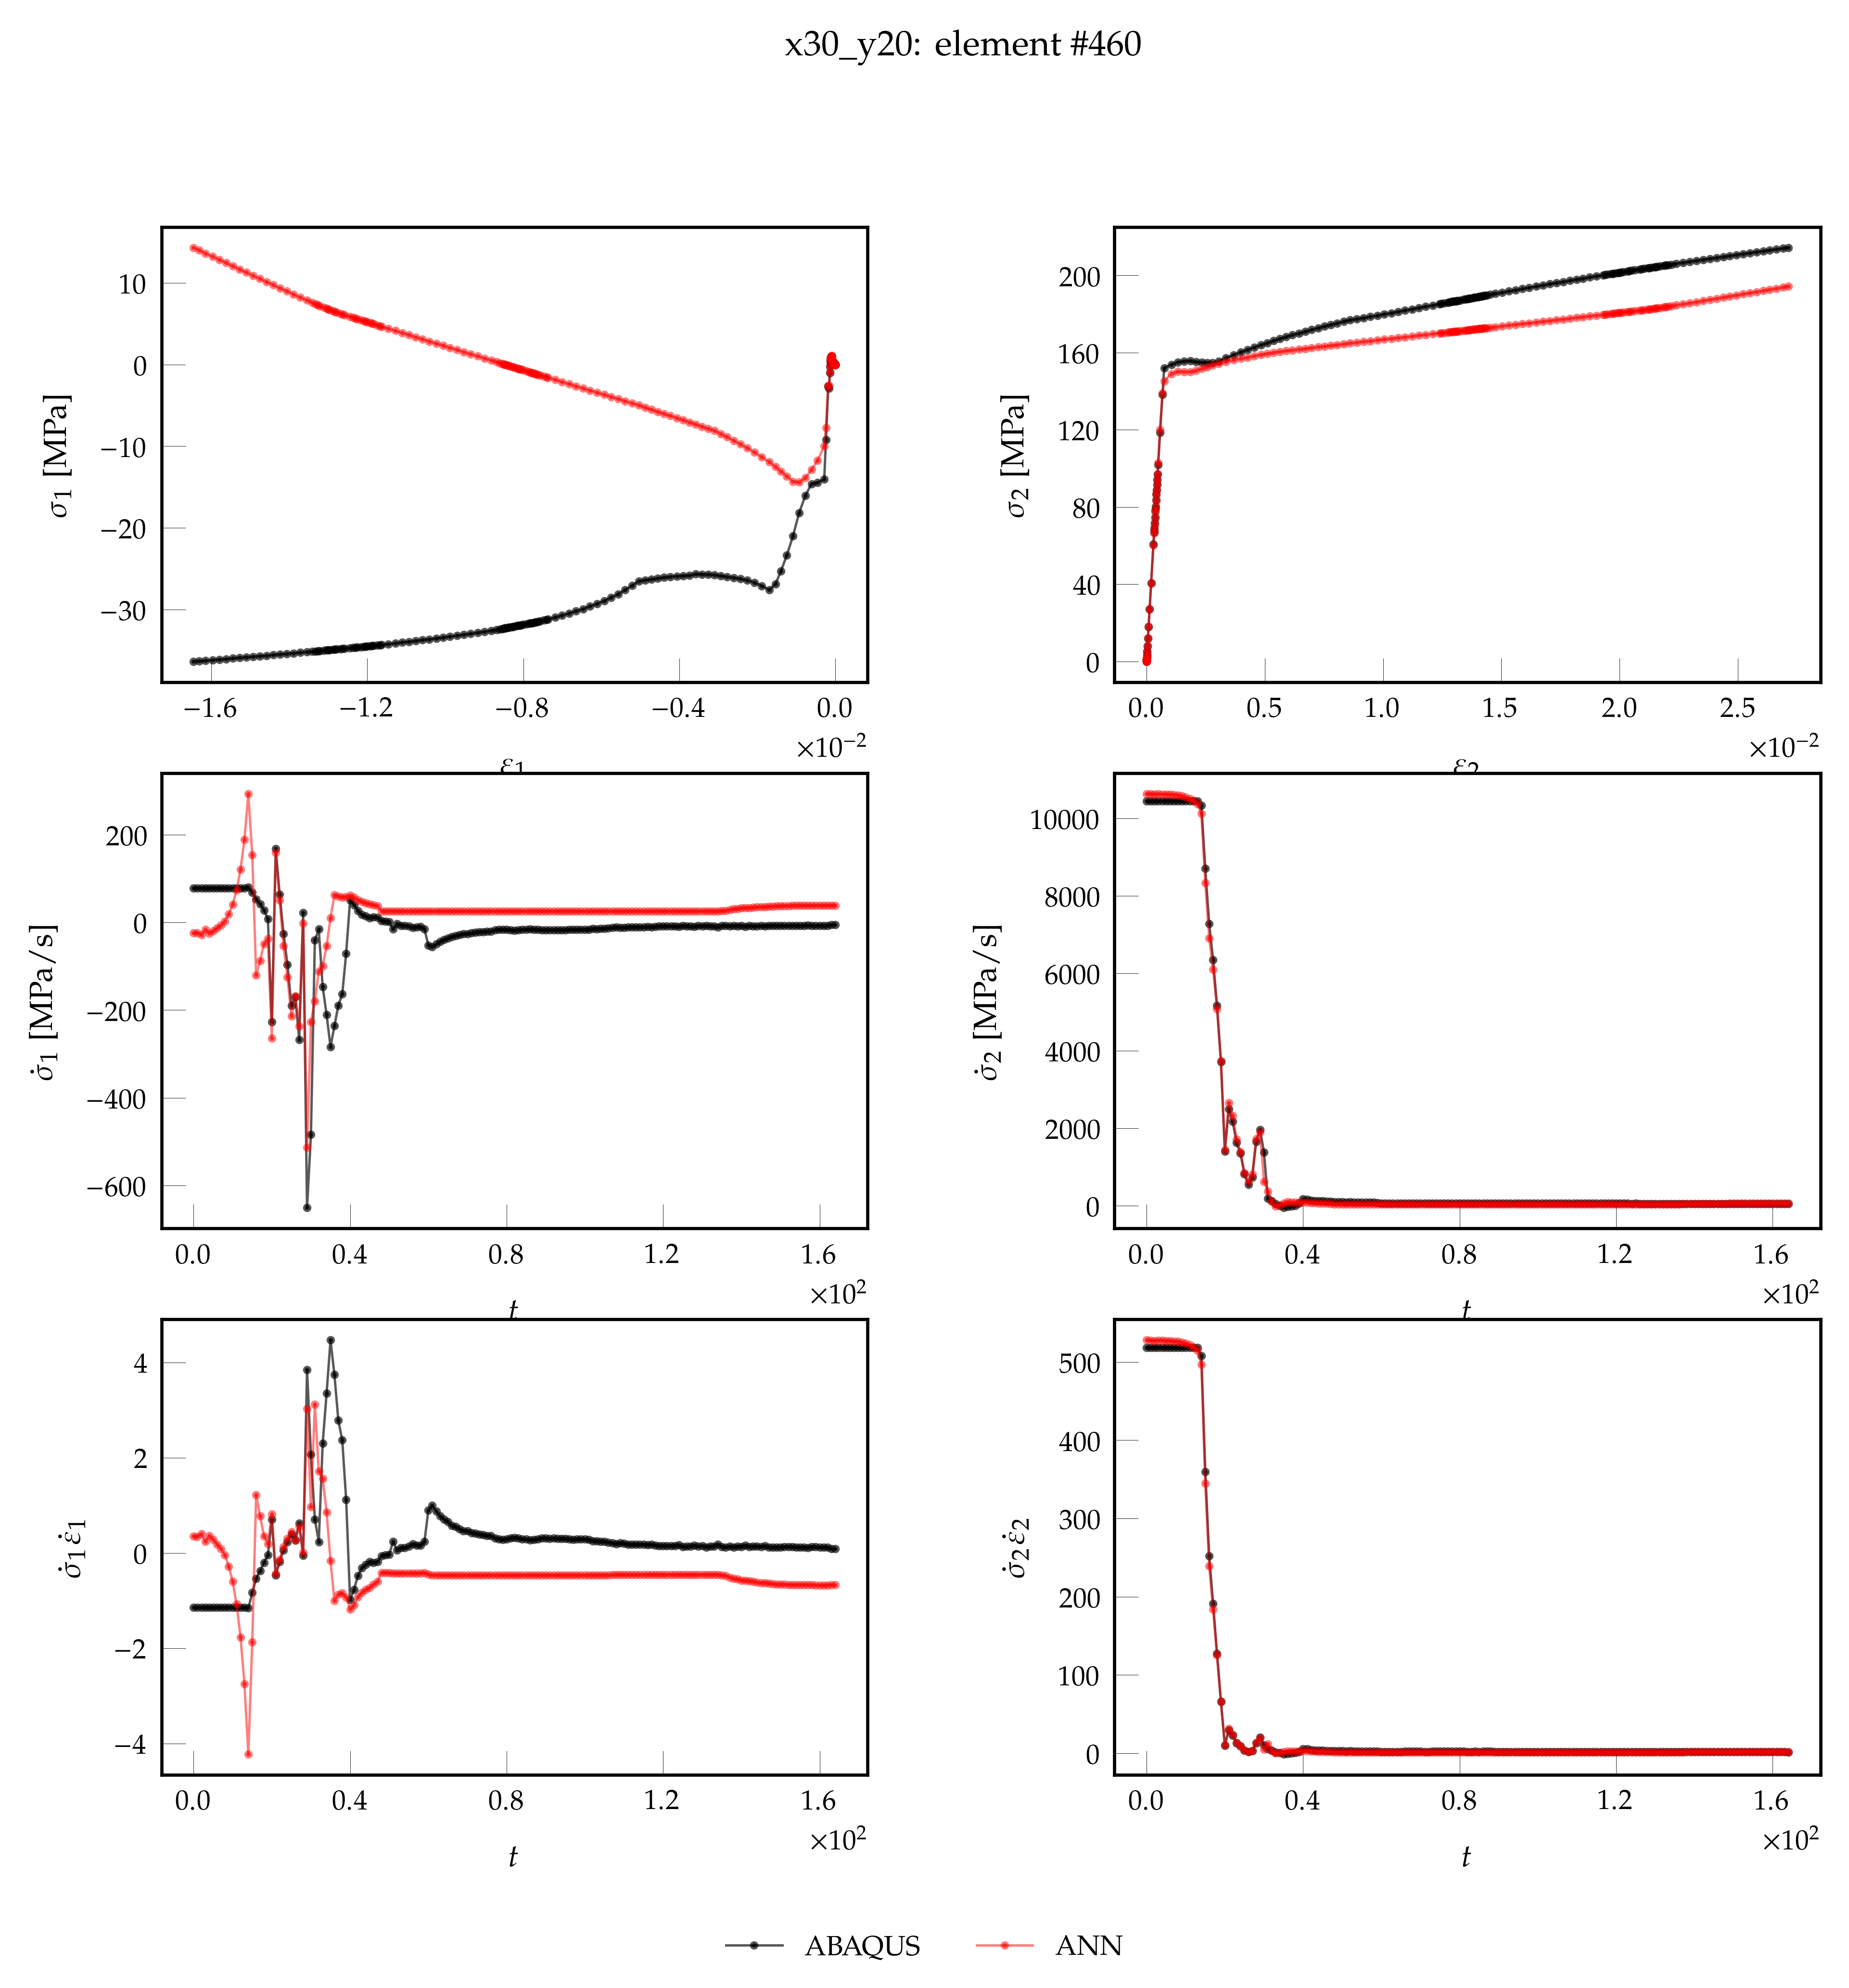 x30_y20: element #460
σ1 [MPa]
10
0
−10
−20
−30
−1.6 −1.2 −0.8 −0.4 0.0
×10−2
ε1
σ2 [MPa]
200
160
120
80
40
0
0.0 0.5 1.0 1.5 2.0 2.5
×10−2
ε2
σ̇1 [MPa/s]
200
0
−200
−400
−600
0.0 0.4 0.8 1.2 1.6
×10²
t
σ̇2 [MPa/s]
10000
8000
6000
4000
2000
0
0.0 0.4 0.8 1.2 1.6
×10²
t
σ̇1ε̇1
4
2
0
−2
−4
0.0 0.4 0.8 1.2 1.6
×10²
t
σ̇2ε̇2
500
400
300
200
100
0
0.0 0.4 0.8 1.2 1.6
×10²
t
ABAQUS ANN